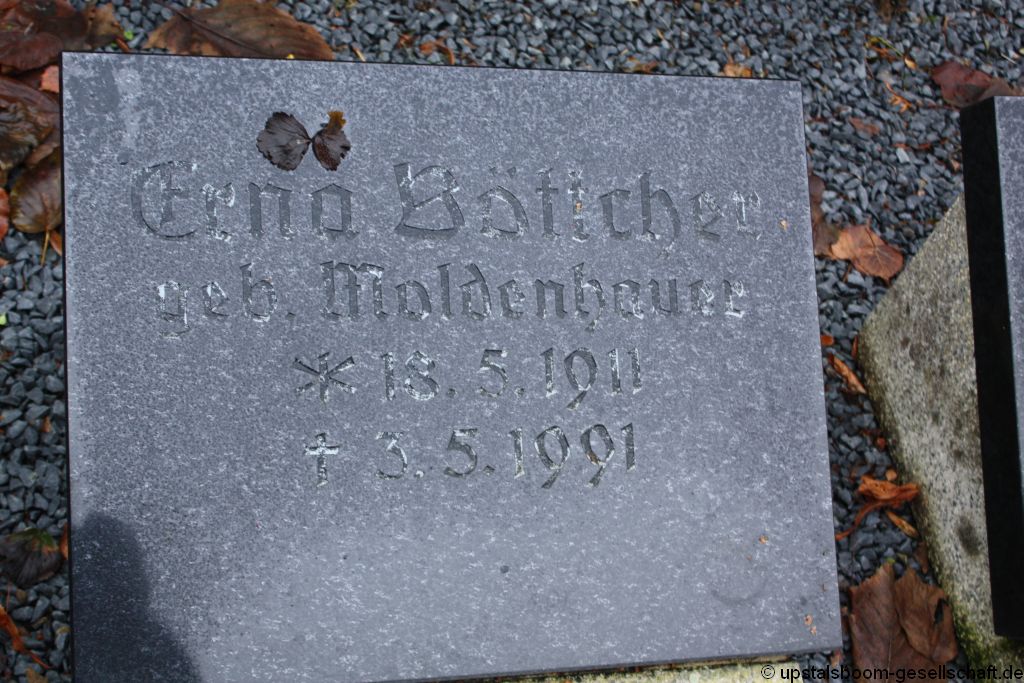 Erna Böttcher
geb. Moldenhauer
* 18. 5. 1911
† 3. 5. 1991
© upstalsboom-gesellschaft.de